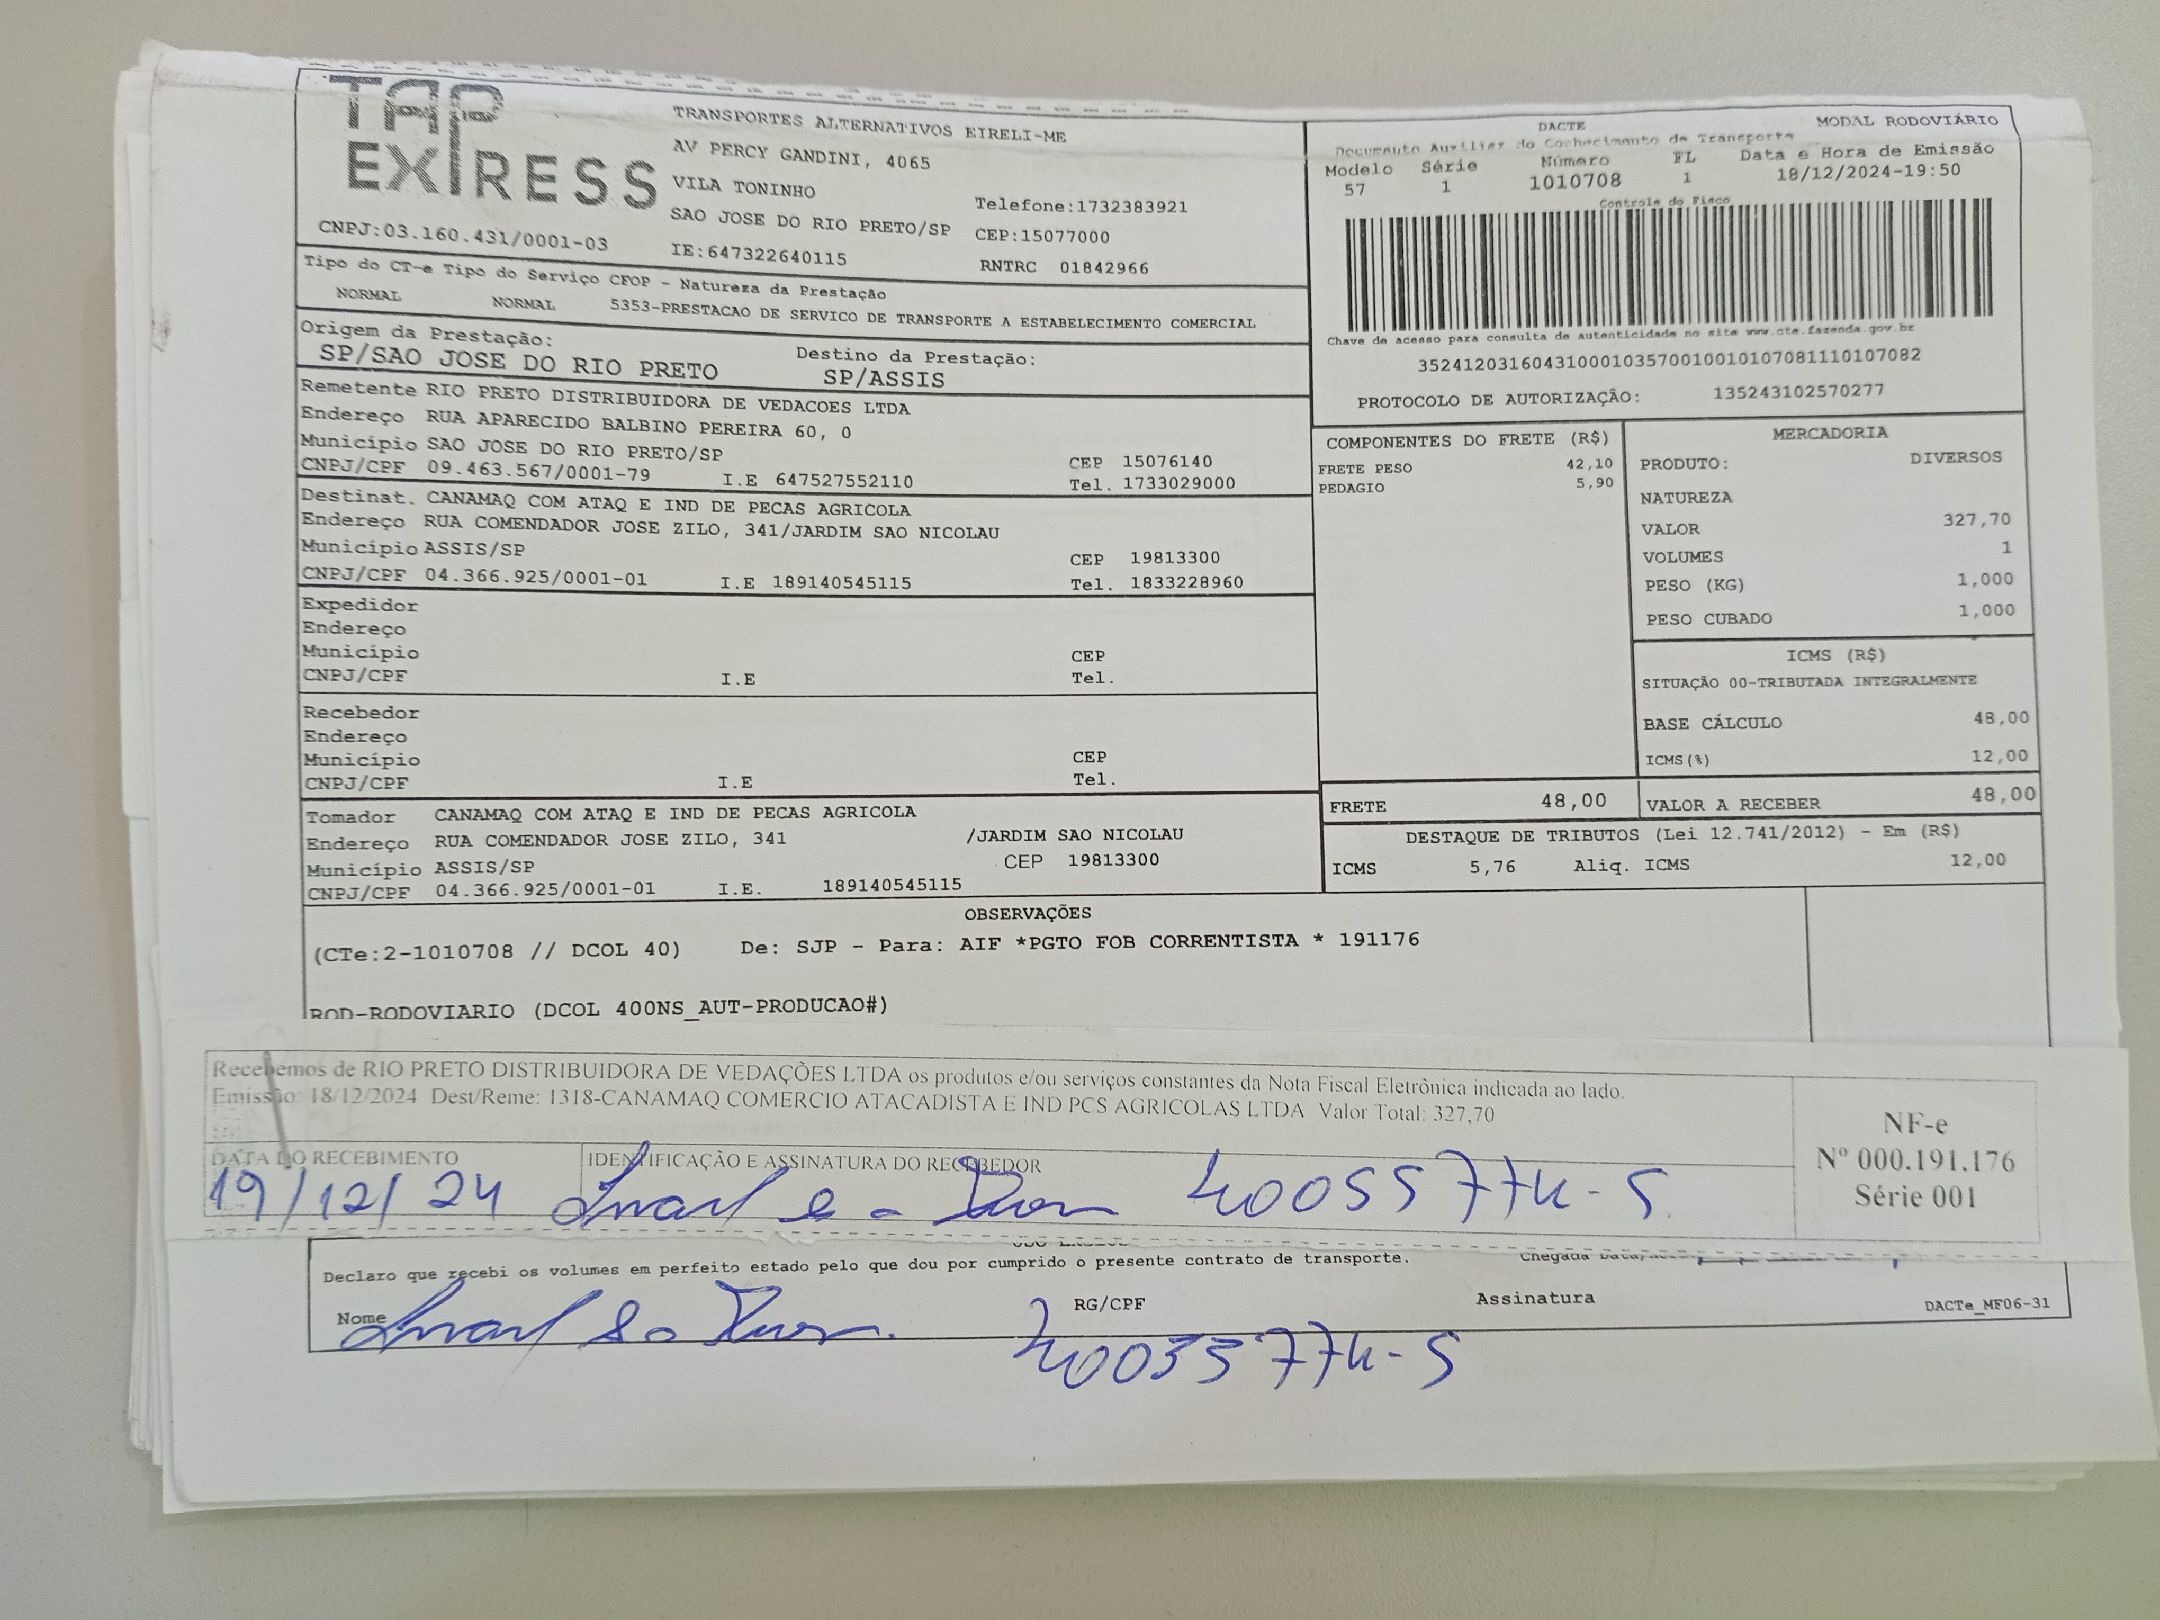 TAP EXPRESS
TRANSPORTES ALTERNATIVOS EIRELI-ME
AV PERCY GANDINI, 4065
VILA TONINHO
SAO JOSE DO RIO PRETO/SP
Telefone:1732383921
CEP:15077000
CNPJ:03.160.431/0001-03
IE:647322640115
RNTRC 01842966
Tipo do CT-e Tipo do Serviço CFOP - Natureza da Prestação
NORMAL NORMAL 5353-PRESTACAO DE SERVICO DE TRANSPORTE A ESTABELECIMENTO COMERCIAL
Origem da Prestação: Destino da Prestação:
SP/SAO JOSE DO RIO PRETO SP/ASSIS
DACTE MODAL RODOVIÁRIO
Documento Auxiliar do Conhecimento de Transporte
Modelo Série Número FL Data e Hora de Emissão
57 1 1010708 1 18/12/2024-19:50
Controle do Fisco
Chave de acesso para consulta de autenticidade no site www.cte.fazenda.gov.br
35241203160431000103570010010107081110107082
PROTOCOLO DE AUTORIZAÇÃO: 135243102570277
Remetente RIO PRETO DISTRIBUIDORA DE VEDACOES LTDA
Endereço RUA APARECIDO BALBINO PEREIRA 60, 0
Município SAO JOSE DO RIO PRETO/SP CEP 15076140
CNPJ/CPF 09.463.567/0001-79 I.E 647527552110 Tel. 1733029000
Destinat. CANAMAQ COM ATAQ E IND DE PECAS AGRICOLA
Endereço RUA COMENDADOR JOSE ZILO, 341/JARDIM SAO NICOLAU
Município ASSIS/SP CEP 19813300
CNPJ/CPF 04.366.925/0001-01 I.E 189140545115 Tel. 1833228960
Expedidor
Endereço
Município CEP
CNPJ/CPF I.E Tel.
Recebedor
Endereço
Município CEP
CNPJ/CPF I.E Tel.
Tomador CANAMAQ COM ATAQ E IND DE PECAS AGRICOLA
Endereço RUA COMENDADOR JOSE ZILO, 341 /JARDIM SAO NICOLAU
Município ASSIS/SP CEP 19813300
CNPJ/CPF 04.366.925/0001-01 I.E. 189140545115
COMPONENTES DO FRETE (R$)
FRETE PESO 42,10
PEDAGIO 5,90
MERCADORIA
PRODUTO: DIVERSOS
NATUREZA
VALOR 327,70
VOLUMES 1
PESO (KG) 1,000
PESO CUBADO 1,000
ICMS (R$)
SITUAÇÃO 00-TRIBUTADA INTEGRALMENTE
BASE CÁLCULO 48,00
ICMS(%) 12,00
FRETE 48,00 VALOR A RECEBER 48,00
DESTAQUE DE TRIBUTOS (Lei 12.741/2012) - Em (R$)
ICMS 5,76 Aliq. ICMS 12,00
OBSERVAÇÕES
(CTe:2-1010708 // DCOL 40) De: SJP - Para: AIF *PGTO FOB CORRENTISTA * 191176
ROD-RODOVIARIO (DCOL 400NS_AUT-PRODUCAO#)
Recebemos de RIO PRETO DISTRIBUIDORA DE VEDAÇÕES LTDA os produtos e/ou serviços constantes da Nota Fiscal Eletrônica indicada ao lado.
Emissão: 18/12/2024 Dest/Reme: 1318-CANAMAQ COMERCIO ATACADISTA E IND PCS AGRICOLAS LTDA Valor Total: 327,70
DATA DO RECEBIMENTO IDENTIFICAÇÃO E ASSINATURA DO RECEBEDOR
19/12/24
NF-e
Nº 000.191.176
Série 001
Chegada Data/
Declaro que recebi os volumes em perfeito estado pelo que dou por cumprido o presente contrato de transporte.
Nome RG/CPF Assinatura
DACTe_MF06-31